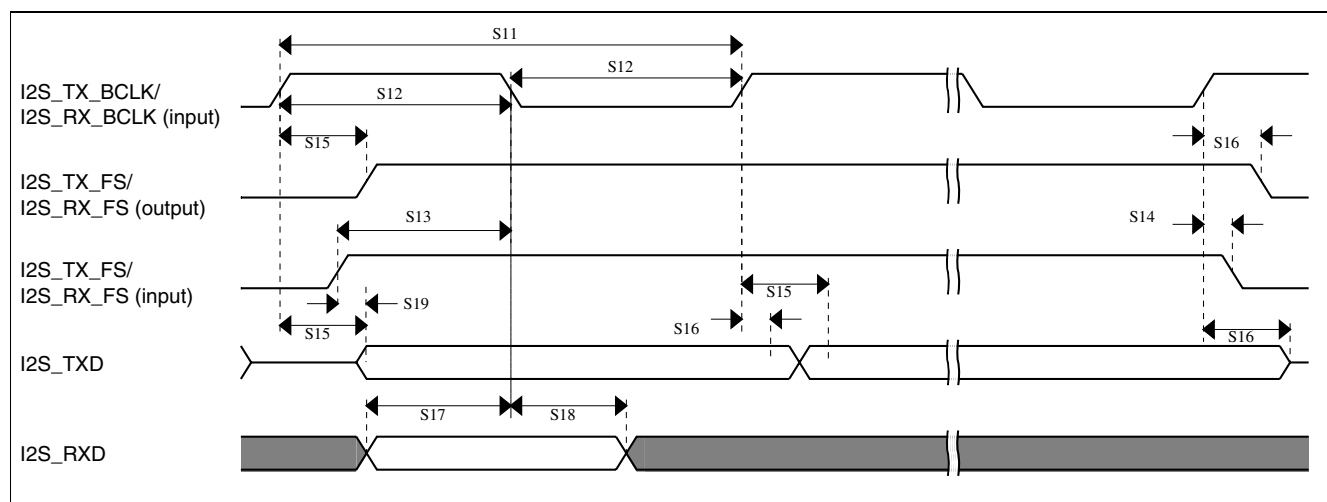 S11
S12
I2S_TX_BCLK/
I2S_RX_BCLK (input)
S12
S15
S16
I2S_TX_FS/
I2S_RX_FS (output)
S13
S14
I2S_TX_FS/
I2S_RX_FS (input)
S19
S15
S15
S16
S16
I2S_TXD
S17
S18
I2S_RXD